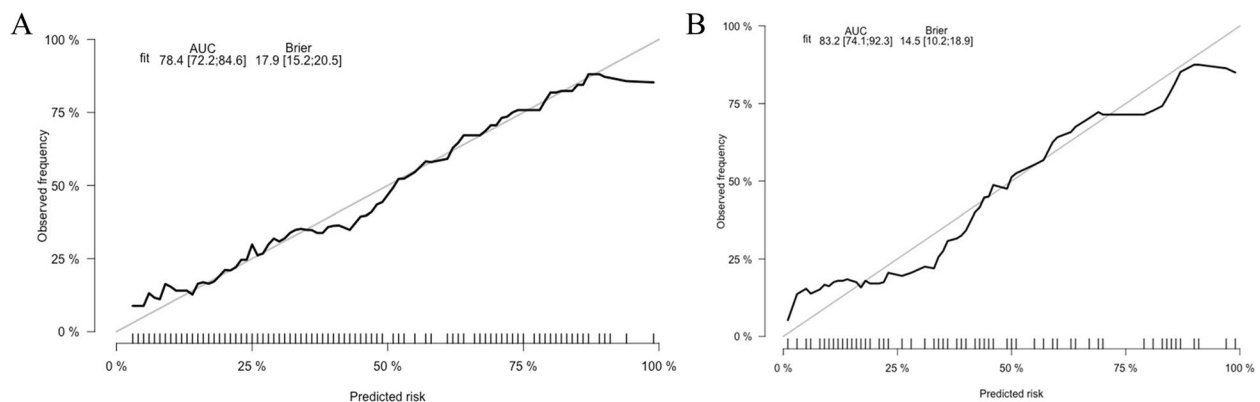 A
AUC Brier
fit 78.4 [72.2;84.6] 17.9 [15.2;20.5]
100 %
75 %
50 %
25 %
0 %
Observed frequency
0 % 25 % 50 % 75 % 100 %
Predicted risk
B
AUC Brier
fit 83.2 [74.1;92.3] 14.5 [10.2;18.9]
100 %
75 %
50 %
25 %
0 %
Observed frequency
0 % 25 % 50 % 75 % 100 %
Predicted risk